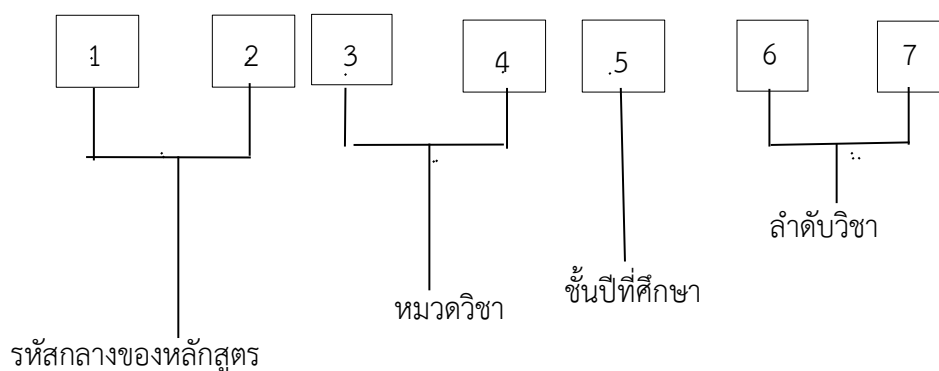 1 2 3 4 5 6 7
ลำดับวิชา
ชั้นปีที่ศึกษา
หมวดวิชา
รหัสกลางของหลักสูตร